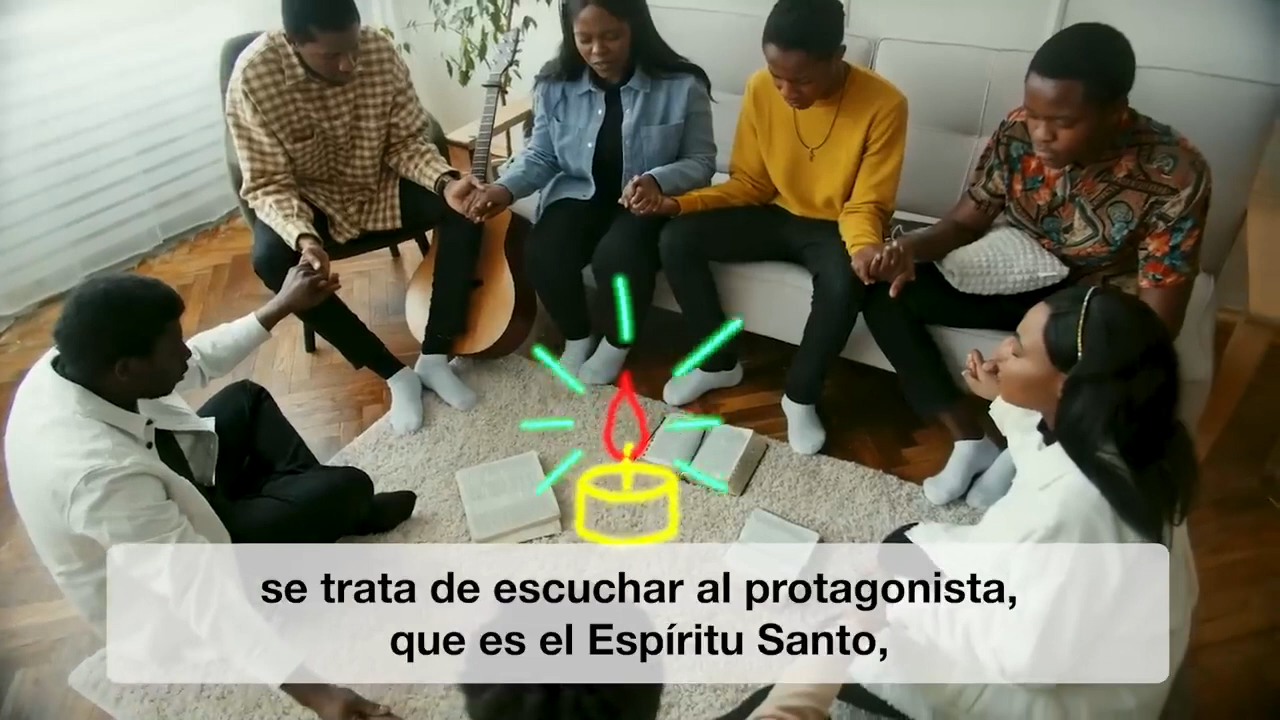 se trata de escuchar al protagonista,
que es el Espíritu Santo,